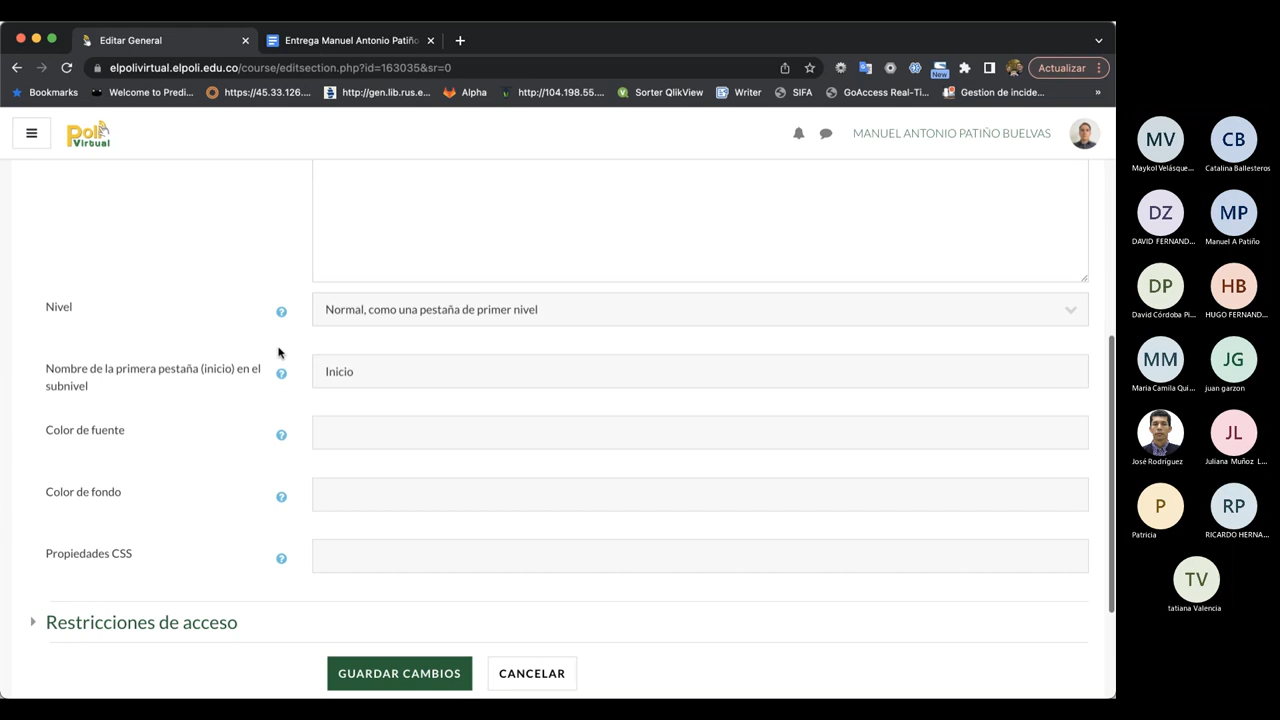 Editar General
Entrega Manuel Antonio Patiño
elpolivirtual.elpoli.edu.co/course/editsection.php?id=163035&sr=0
New
Actualizar
Bookmarks
Welcome to Predi...
https://45.33.126....
http://gen.lib.rus.e...
Alpha
http://104.198.55....
Sorter QlikView
Writer
SIFA
GoAccess Real-Ti...
Gestion de incide...
»
Poli
Virtual
MANUEL ANTONIO PATIÑO BUELVAS
Nivel
Normal, como una pestaña de primer nivel
Nombre de la primera pestaña (inicio) en el
subnivel
Inicio
Color de fuente
Color de fondo
Propiedades CSS
Restricciones de acceso
GUARDAR CAMBIOS
CANCELAR
MV
CB
Maykol Velásque...
Catalina Ballesteros
DZ
MP
DAVID FERNAND...
Manuel A Patiño
DP
HB
David Córdoba Pi...
HUGO FERNAND...
MM
JG
Maria Camila Qui...
juan garzon
JL
José Rodríguez
Juliana Muñoz L...
P
RP
Patricia
RICARDO HERNA...
TV
tatiana Valencia